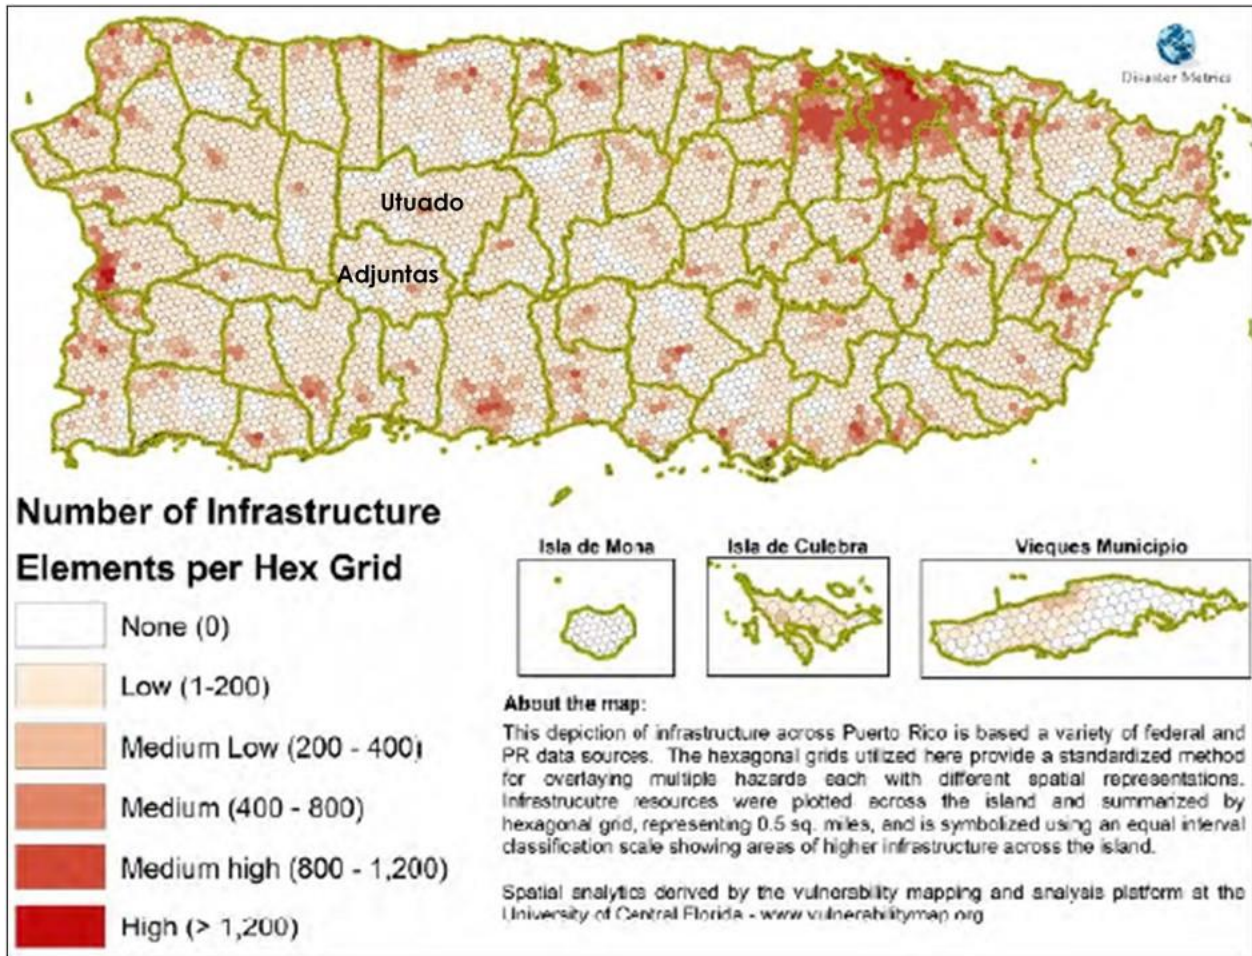 Disaster Metrics
Utuado
Adjuntas
Number of Infrastructure
Elements per Hex Grid
None (0)
Low (1-200)
Medium Low (200 - 400)
Medium (400 - 800)
Medium high (800 - 1,200)
High (> 1,200)
Isla de Mona
Isla de Culebra
Vieques Municipio
About the map:
This depiction of infrastructure across Puerto Rico is based a variety of federal and
PR data sources. The hexagonal grids utilized here provide a standardized method
for overlaying multiple hazards each with different spatial representations.
Infrastrucutre resources were plotted across the island and summarized by
hexagonal grid, representing 0.5 sq. miles, and is symbolized using an equal interval
classification scale showing areas of higher infrastructure across the island.
Spatial analytics derived by the vulnerability mapping and analysis platform at the
University of Central Florida - www.vulnerabilitymap.org